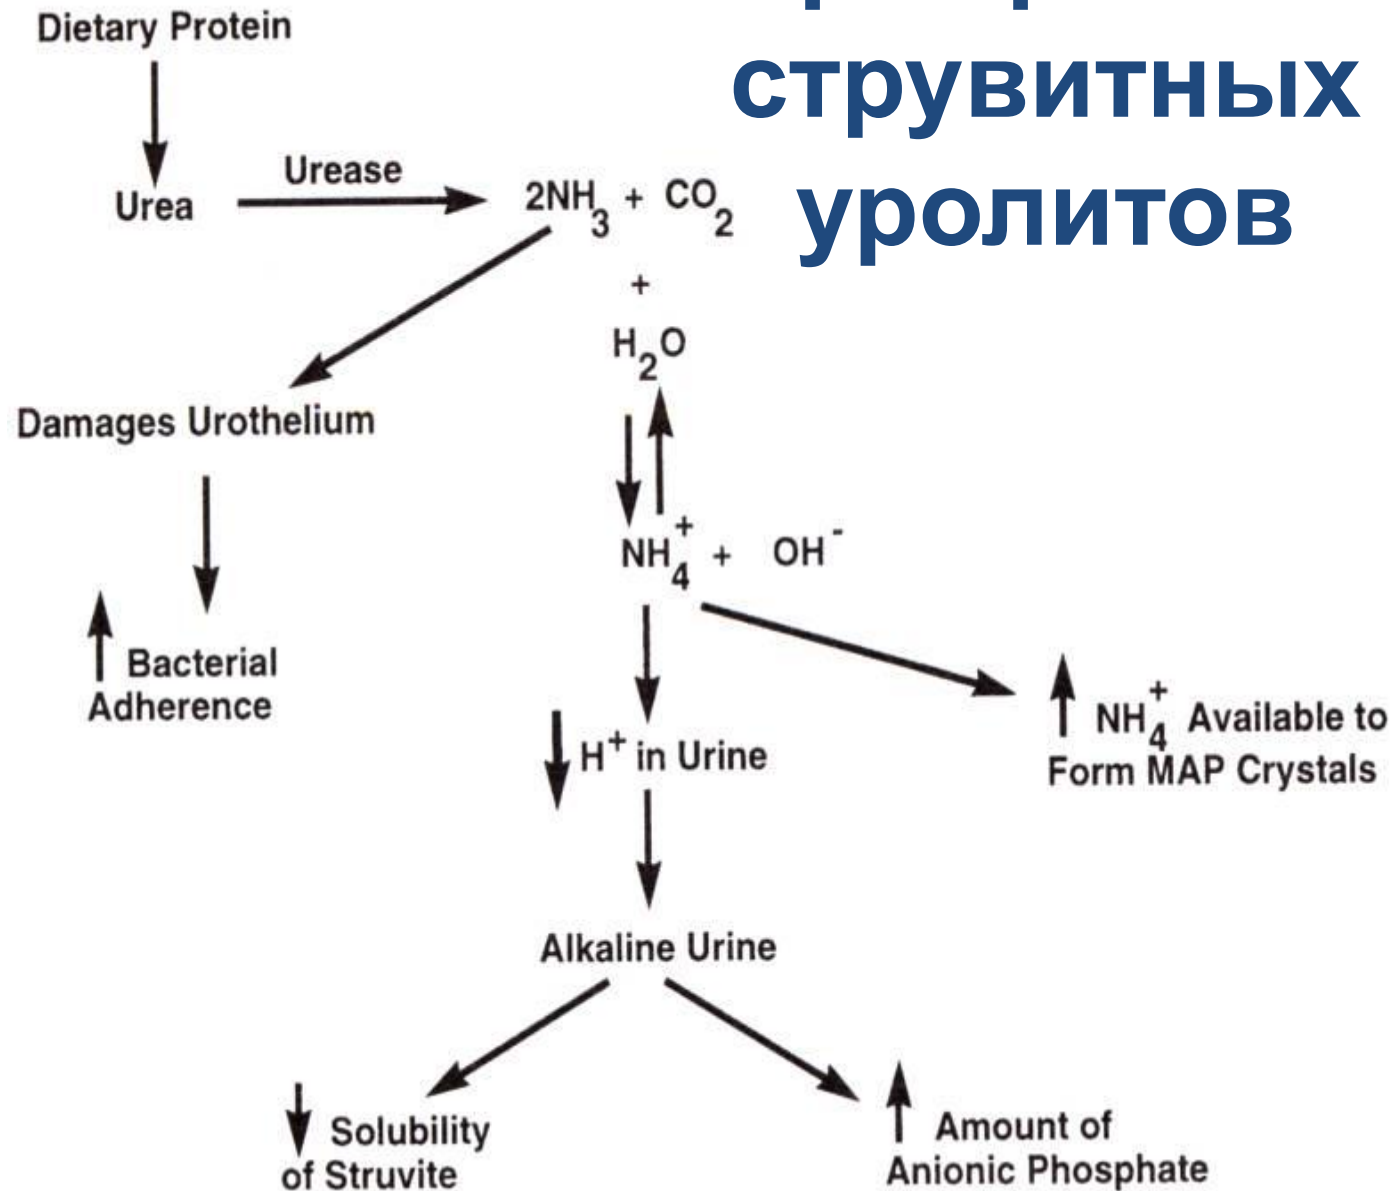 Dietary Protein
струвитных
уролитов
Urea
Urease
2NH₃ + CO₂
+
H₂O
Damages Urothelium
NH₄⁺ + OH⁻
↑ Bacterial
Adherence
↓ H⁺ in Urine
↑ NH₄⁺ Available to
Form MAP Crystals
Alkaline Urine
↓ Solubility
of Struvite
↑ Amount of
Anionic Phosphate